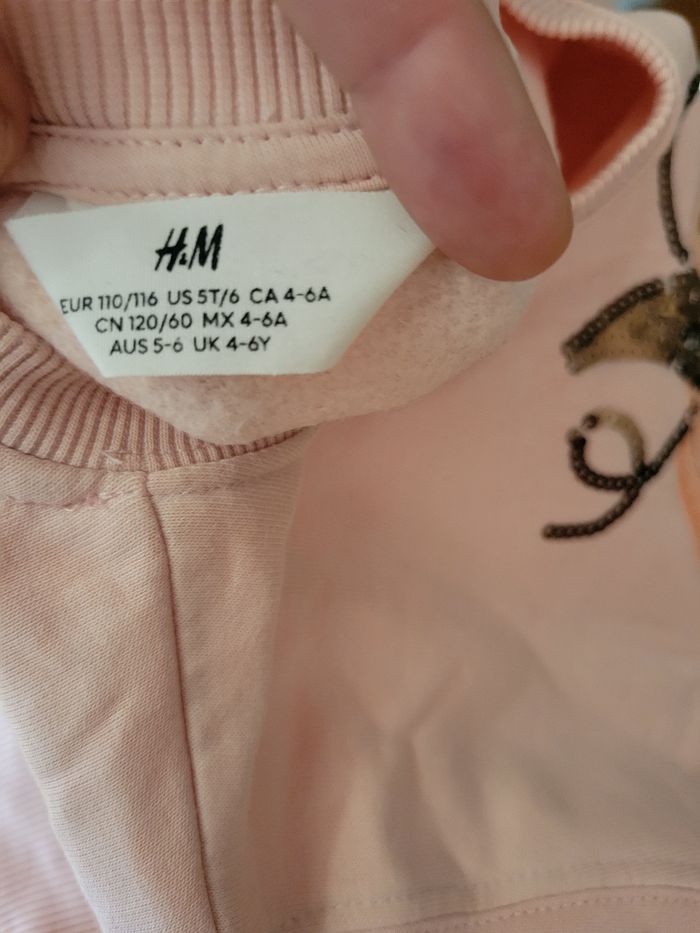 H&M
EUR 110/116 US 5T/6 CA 4-6A
CN 120/60 MX 4-6A
AUS 5-6 UK 4-6Y